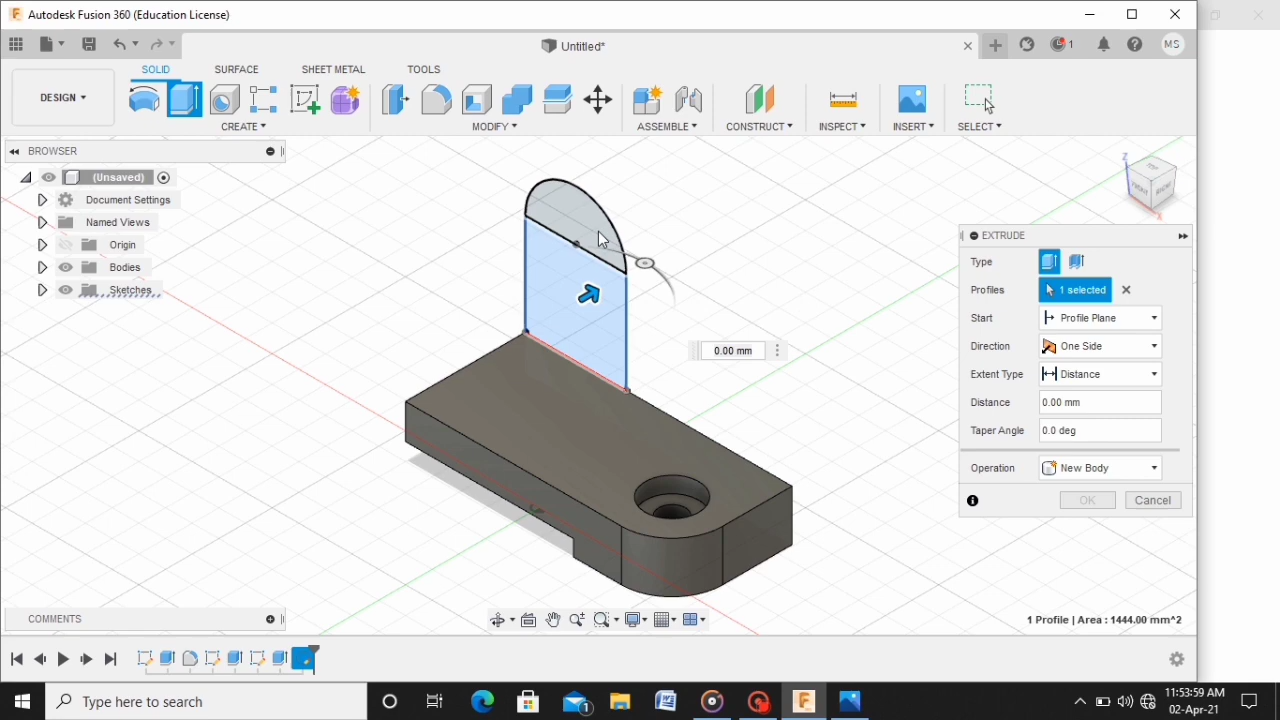 Autodesk Fusion 360 (Education License)
Untitled*
1
MS
SOLID
SURFACE
SHEET METAL
TOOLS
DESIGN
CREATE
MODIFY
ASSEMBLE
CONSTRUCT
INSPECT
INSERT
SELECT
BROWSER
(Unsaved)
Document Settings
Named Views
Origin
Bodies
Sketches
Z
TOP
FRONT
RIGHT
X
0.00 mm
EXTRUDE
Type
Profiles 1 selected
Start Profile Plane
Direction One Side
Extent Type Distance
Distance 0.00 mm
Taper Angle 0.0 deg
Operation New Body
OK Cancel
COMMENTS
1 Profile | Area : 1444.00 mm^2
Type here to search
1
11:53:59 AM
02-Apr-21